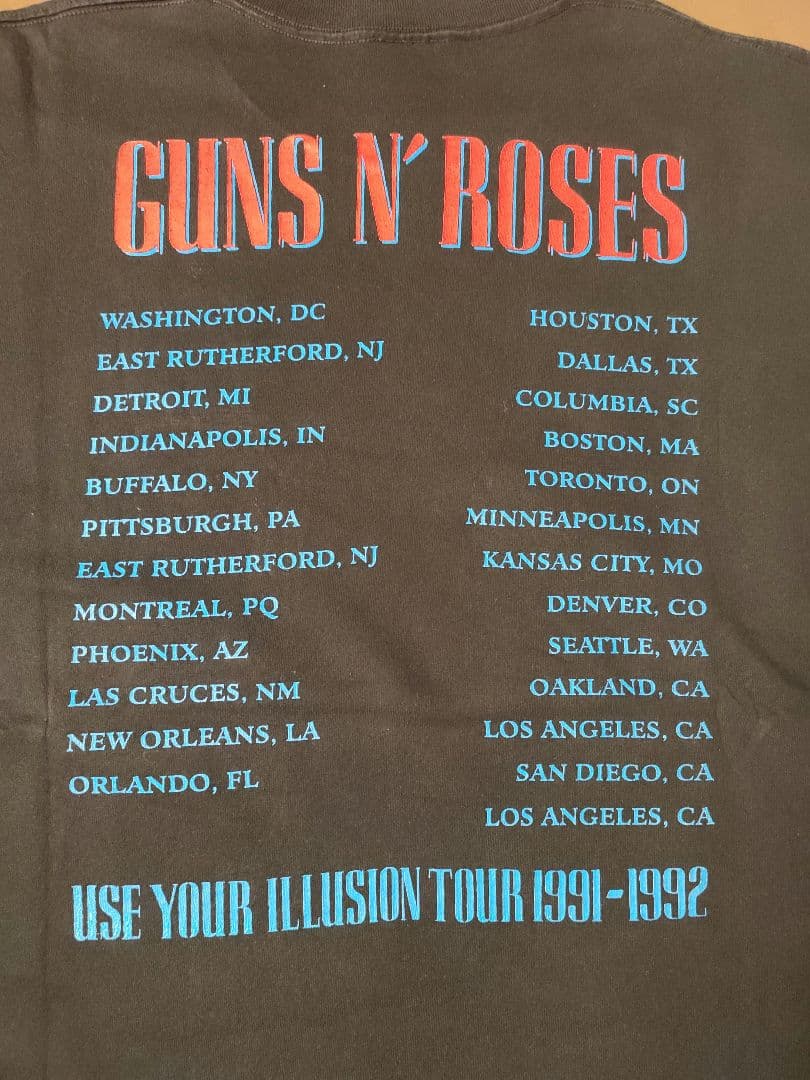 GUNS N' ROSES
WASHINGTON, DC
EAST RUTHERFORD, NJ
DETROIT, MI
INDIANAPOLIS, IN
BUFFALO, NY
PITTSBURGH, PA
EAST RUTHERFORD, NJ
MONTREAL, PQ
PHOENIX, AZ
LAS CRUCES, NM
NEW ORLEANS, LA
ORLANDO, FL
HOUSTON, TX
DALLAS, TX
COLUMBIA, SC
BOSTON, MA
TORONTO, ON
MINNEAPOLIS, MN
KANSAS CITY, MO
DENVER, CO
SEATTLE, WA
OAKLAND, CA
LOS ANGELES, CA
SAN DIEGO, CA
LOS ANGELES, CA
USE YOUR ILLUSION TOUR 1991-1992